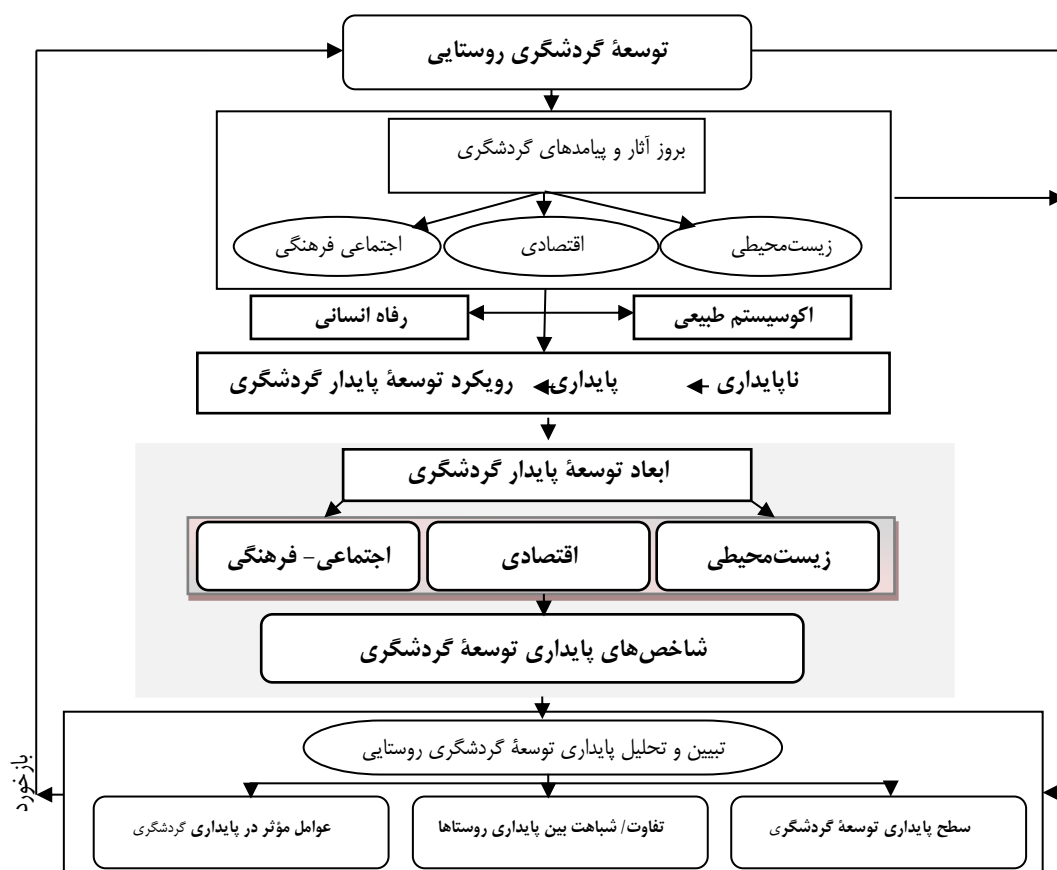 توسعهٔ گردشگری روستایی
بروز آثار و پیامدهای گردشگری
زیست‌محیطی
اقتصادی
اجتماعی فرهنگی
اکوسیستم طبیعی
رفاه انسانی
ناپایداری
پایداری
رویکرد توسعهٔ پایدار گردشگری
ابعاد توسعهٔ پایدار گردشگری
زیست‌محیطی
اقتصادی
اجتماعی – فرهنگی
شاخص‌های پایداری توسعهٔ گردشگری
تبیین و تحلیل پایداری توسعهٔ گردشگری روستایی
سطح پایداری توسعهٔ گردشگری
تفاوت/ شباهت بین پایداری روستاها
عوامل مؤثر در پایداری گردشگری
بازخورد